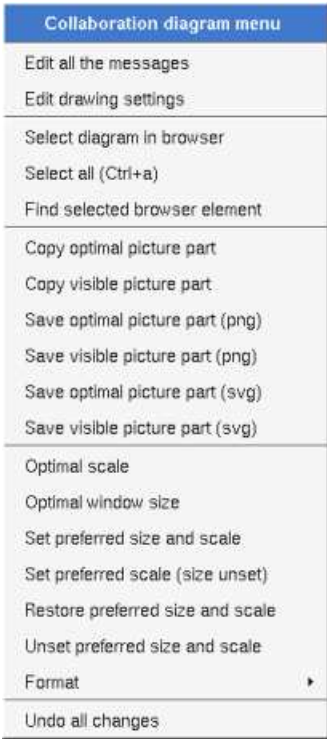 Collaboration diagram menu
Edit all the messages
Edit drawing settings
Select diagram in browser
Select all (Ctrl+a)
Find selected browser element
Copy optimal picture part
Copy visible picture part
Save optimal picture part (png)
Save visible picture part (png)
Save optimal picture part (svg)
Save visible picture part (svg)
Optimal scale
Optimal window size
Set preferred size and scale
Set preferred scale (size unset)
Restore preferred size and scale
Unset preferred size and scale
Format
Undo all changes